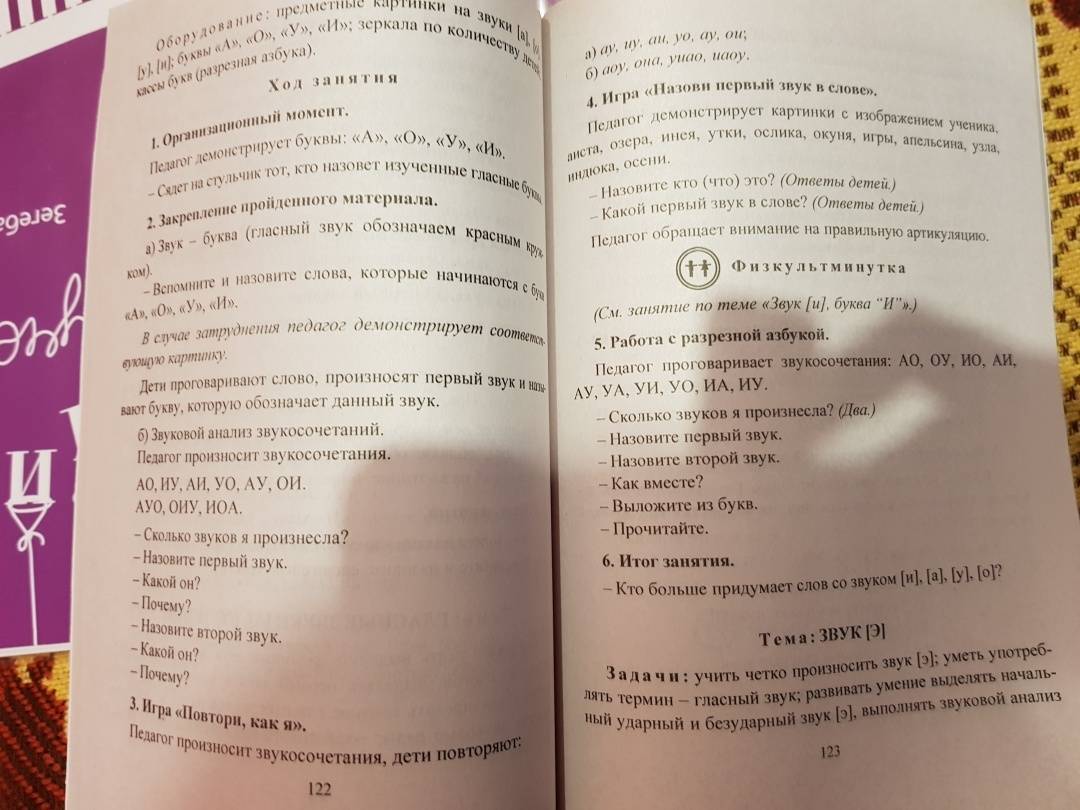 Оборудование: предметные картинки на звуки [а], [о],
[у], [и]; буквы «А», «О», «У», «И»; зеркала по количеству детей;
кассы букв (разрезная азбука).
Ход занятия
1. Организационный момент.
Педагог демонстрирует буквы: «А», «О», «У», «И».
– Сядет на стульчик тот, кто назовет изученные гласные буквы.
2. Закрепление пройденного материала.
а) Звук – буква (гласный звук обозначаем красным круж-
ком).
– Вспомните и назовите слова, которые начинаются с букв
«А», «О», «У», «И».
В случае затруднения педагог демонстрирует соответст-
вующую картинку.
Дети проговаривают слово, произносят первый звук и назы-
вают букву, которую обозначает данный звук.
б) Звуковой анализ звукосочетаний.
Педагог произносит звукосочетания.
АО, ИУ, АИ, УО, АУ, ОИ.
АУО, ОИУ, ИОА.
– Сколько звуков я произнесла?
– Назовите первый звук.
– Какой он?
– Почему?
– Назовите второй звук.
– Какой он?
– Почему?
3. Игра «Повтори, как я».
Педагог произносит звукосочетания, дети повторяют:
122
а) ау, иу, аи, уо, ау, ои;
б) аоу, оиа, уиао, иаоу.
4. Игра «Назови первый звук в слове».
Педагог демонстрирует картинки с изображением ученика,
аиста, озера, инея, утки, ослика, окуня, игры, апельсина, узла,
индюка, осени.
– Назовите кто (что) это? (Ответы детей.)
– Какой первый звук в слове? (Ответы детей.)
Педагог обращает внимание на правильную артикуляцию.
Физкультминутка
(См. занятие по теме «Звук [и], буква “И”».)
5. Работа с разрезной азбукой.
Педагог проговаривает звукосочетания: АО, ОУ, ИО, АИ,
АУ, УА, УИ, УО, ИА, ИУ.
– Сколько звуков я произнесла? (Два.)
– Назовите первый звук.
– Назовите второй звук.
– Как вместе?
– Выложите из букв.
– Прочитайте.
6. Итог занятия.
– Кто больше придумает слов со звуком [и], [а], [у], [о]?
Тема: ЗВУК [Э]
Задачи: учить четко произносить звук [э]; уметь употреб-
лять термин – гласный звук; развивать умение выделять началь-
ный ударный и безударный звук [э], выполнять звуковой анализ
123